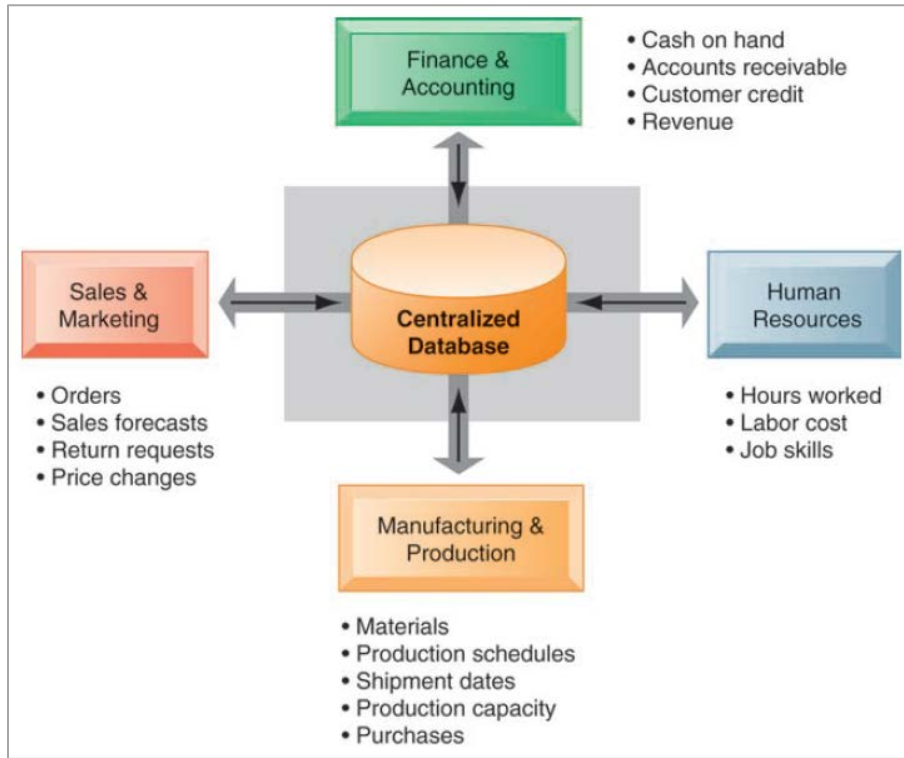 Finance &
Accounting
• Cash on hand
• Accounts receivable
• Customer credit
• Revenue
Sales &
Marketing
• Orders
• Sales forecasts
• Return requests
• Price changes
Centralized
Database
Human
Resources
• Hours worked
• Labor cost
• Job skills
Manufacturing &
Production
• Materials
• Production schedules
• Shipment dates
• Production capacity
• Purchases